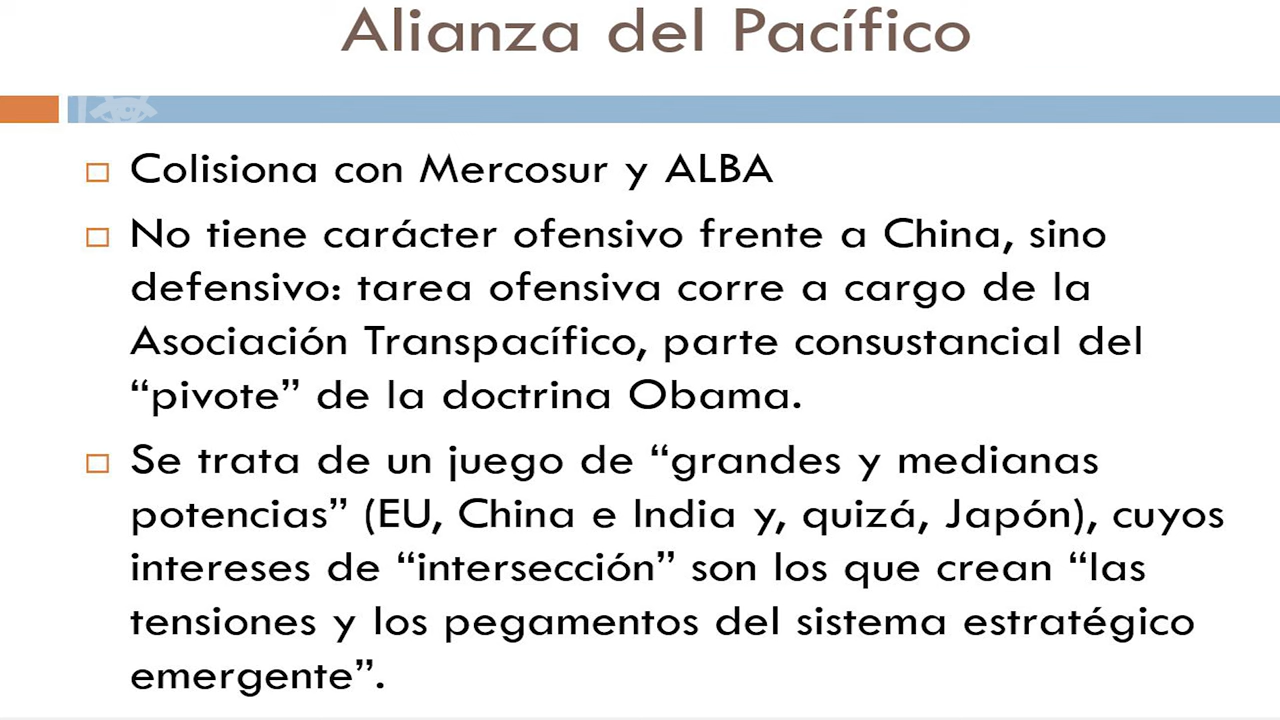 Alianza del Pacífico
Colisiona con Mercosur y ALBA
No tiene carácter ofensivo frente a China, sino
defensivo: tarea ofensiva corre a cargo de la
Asociación Transpacífico, parte consustancial del
“pivote” de la doctrina Obama.
Se trata de un juego de “grandes y medianas
potencias” (EU, China e India y, quizá, Japón), cuyos
intereses de “intersección” son los que crean “las
tensiones y los pegamentos del sistema estratégico
emergente”.